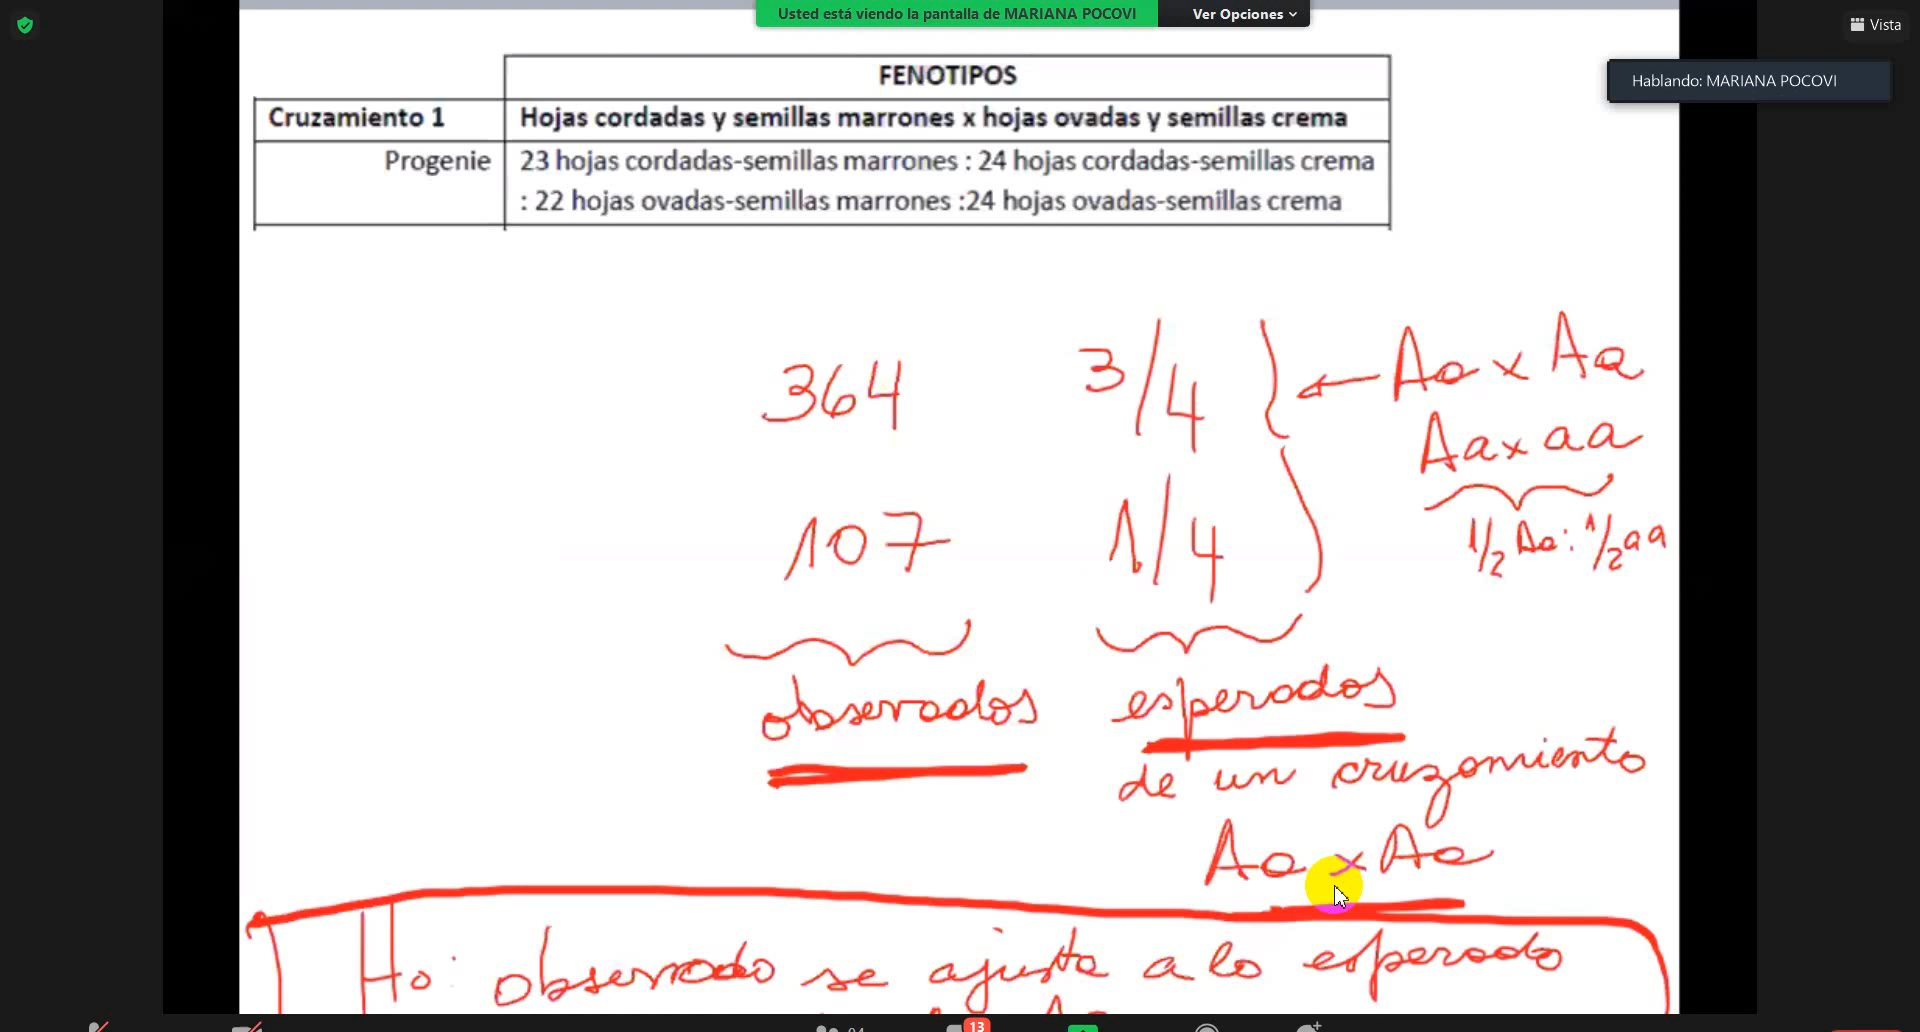 Usted está viendo la pantalla de MARIANA POCOVI
Ver Opciones
Vista
Hablando: MARIANA POCOVI
FENOTIPOS
Cruzamiento 1
Hojas cordadas y semillas marrones x hojas ovadas y semillas crema
Progenie
23 hojas cordadas-semillas marrones : 24 hojas cordadas-semillas crema
: 22 hojas ovadas-semillas marrones :24 hojas ovadas-semillas crema
364 3/4 Aa x Aa
Aa x aa
107 1/4 1/2 Aa: 1/2 aa
observados esperados
de un cruzamiento
Aa x Aa
Ho: observado se ajusta a lo esperado
13